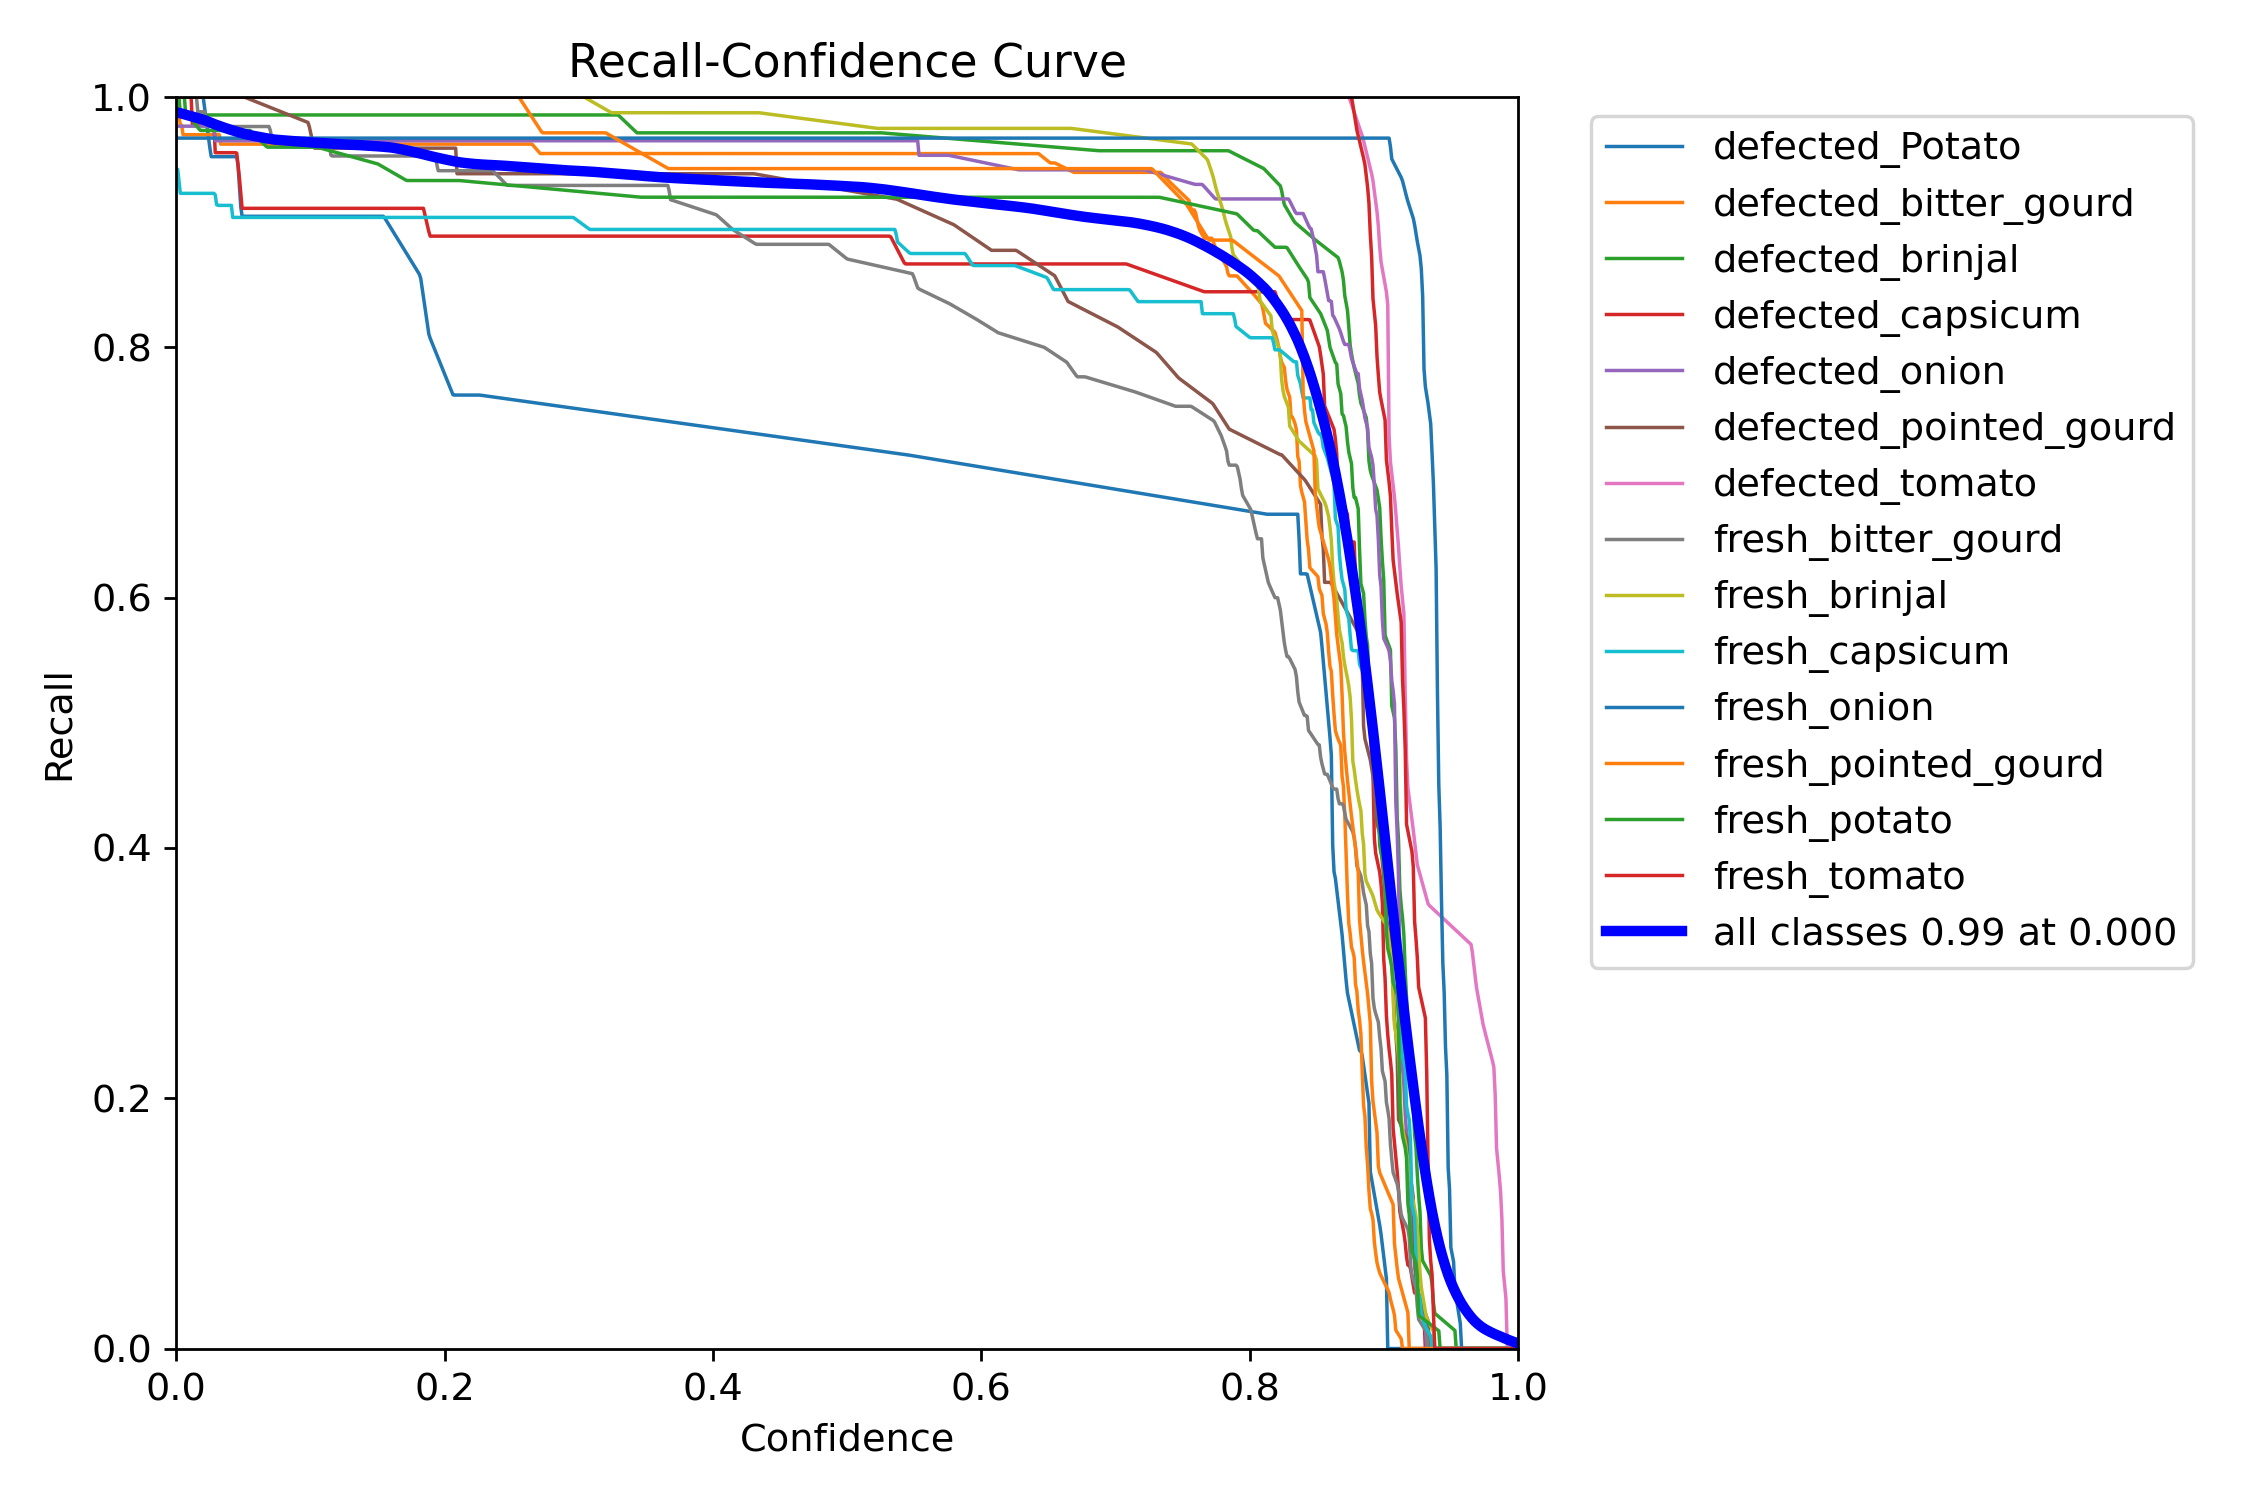 Recall-Confidence Curve
1.0
0.8
0.6
0.4
0.2
0.0
Recall
0.0 0.2 0.4 0.6 0.8 1.0
Confidence
defected_Potato
defected_bitter_gourd
defected_brinjal
defected_capsicum
defected_onion
defected_pointed_gourd
defected_tomato
fresh_bitter_gourd
fresh_brinjal
fresh_capsicum
fresh_onion
fresh_pointed_gourd
fresh_potato
fresh_tomato
all classes 0.99 at 0.000